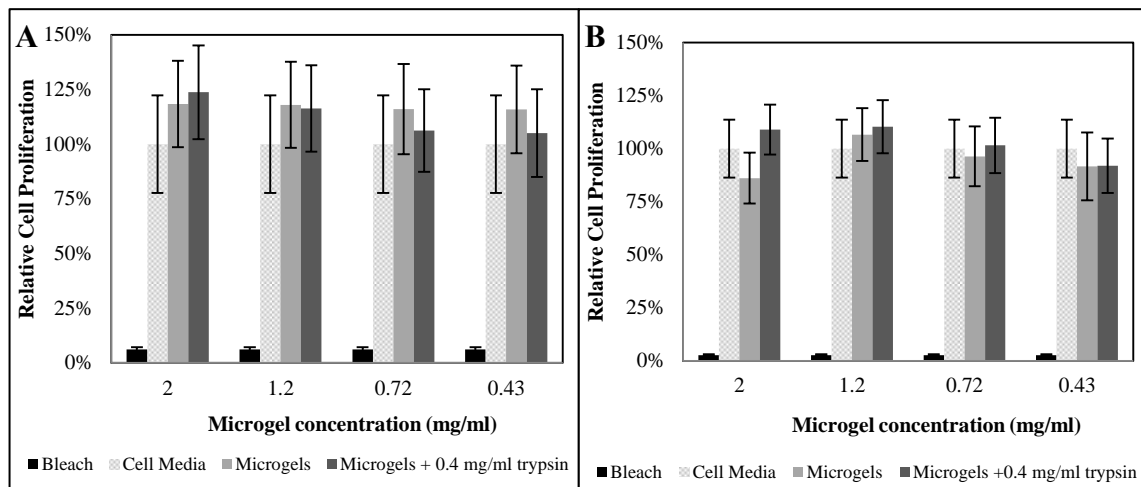 A
Relative Cell Proliferation
150%
125%
100%
75%
50%
25%
0%
2 1.2 0.72 0.43
Microgel concentration (mg/ml)
Bleach Cell Media Microgels Microgels + 0.4 mg/ml trypsin
B
Relative Cell Proliferation
150%
125%
100%
75%
50%
25%
0%
2 1.2 0.72 0.43
Microgel concentration (mg/ml)
Bleach Cell Media Microgels Microgels +0.4 mg/ml trypsin